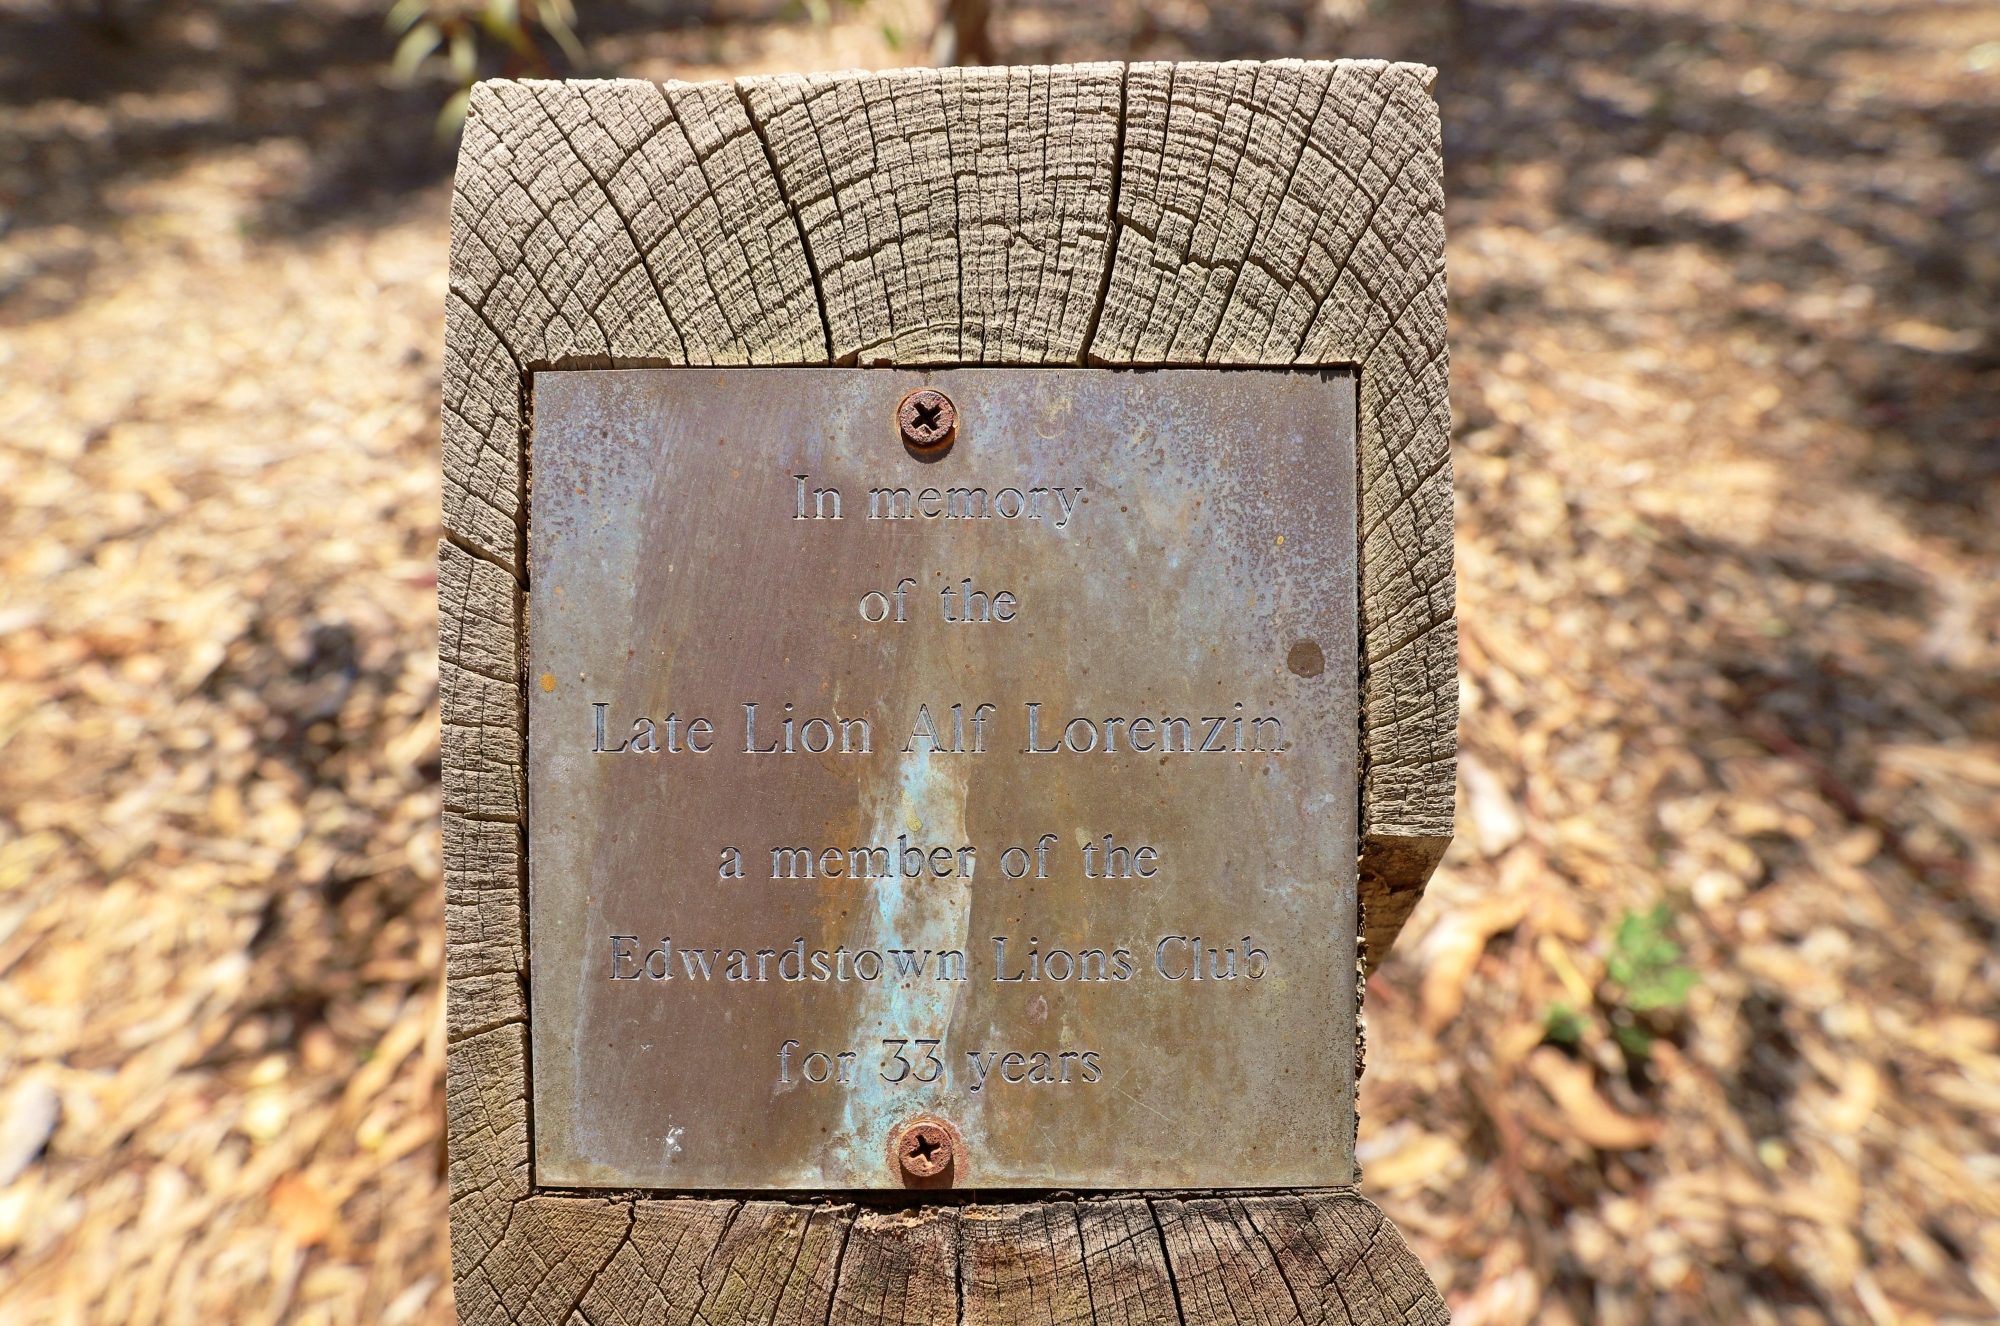 In memory
of the
Late Lion Alf Lorenzin
a member of the
Edwardstown Lions Club
for 33 years